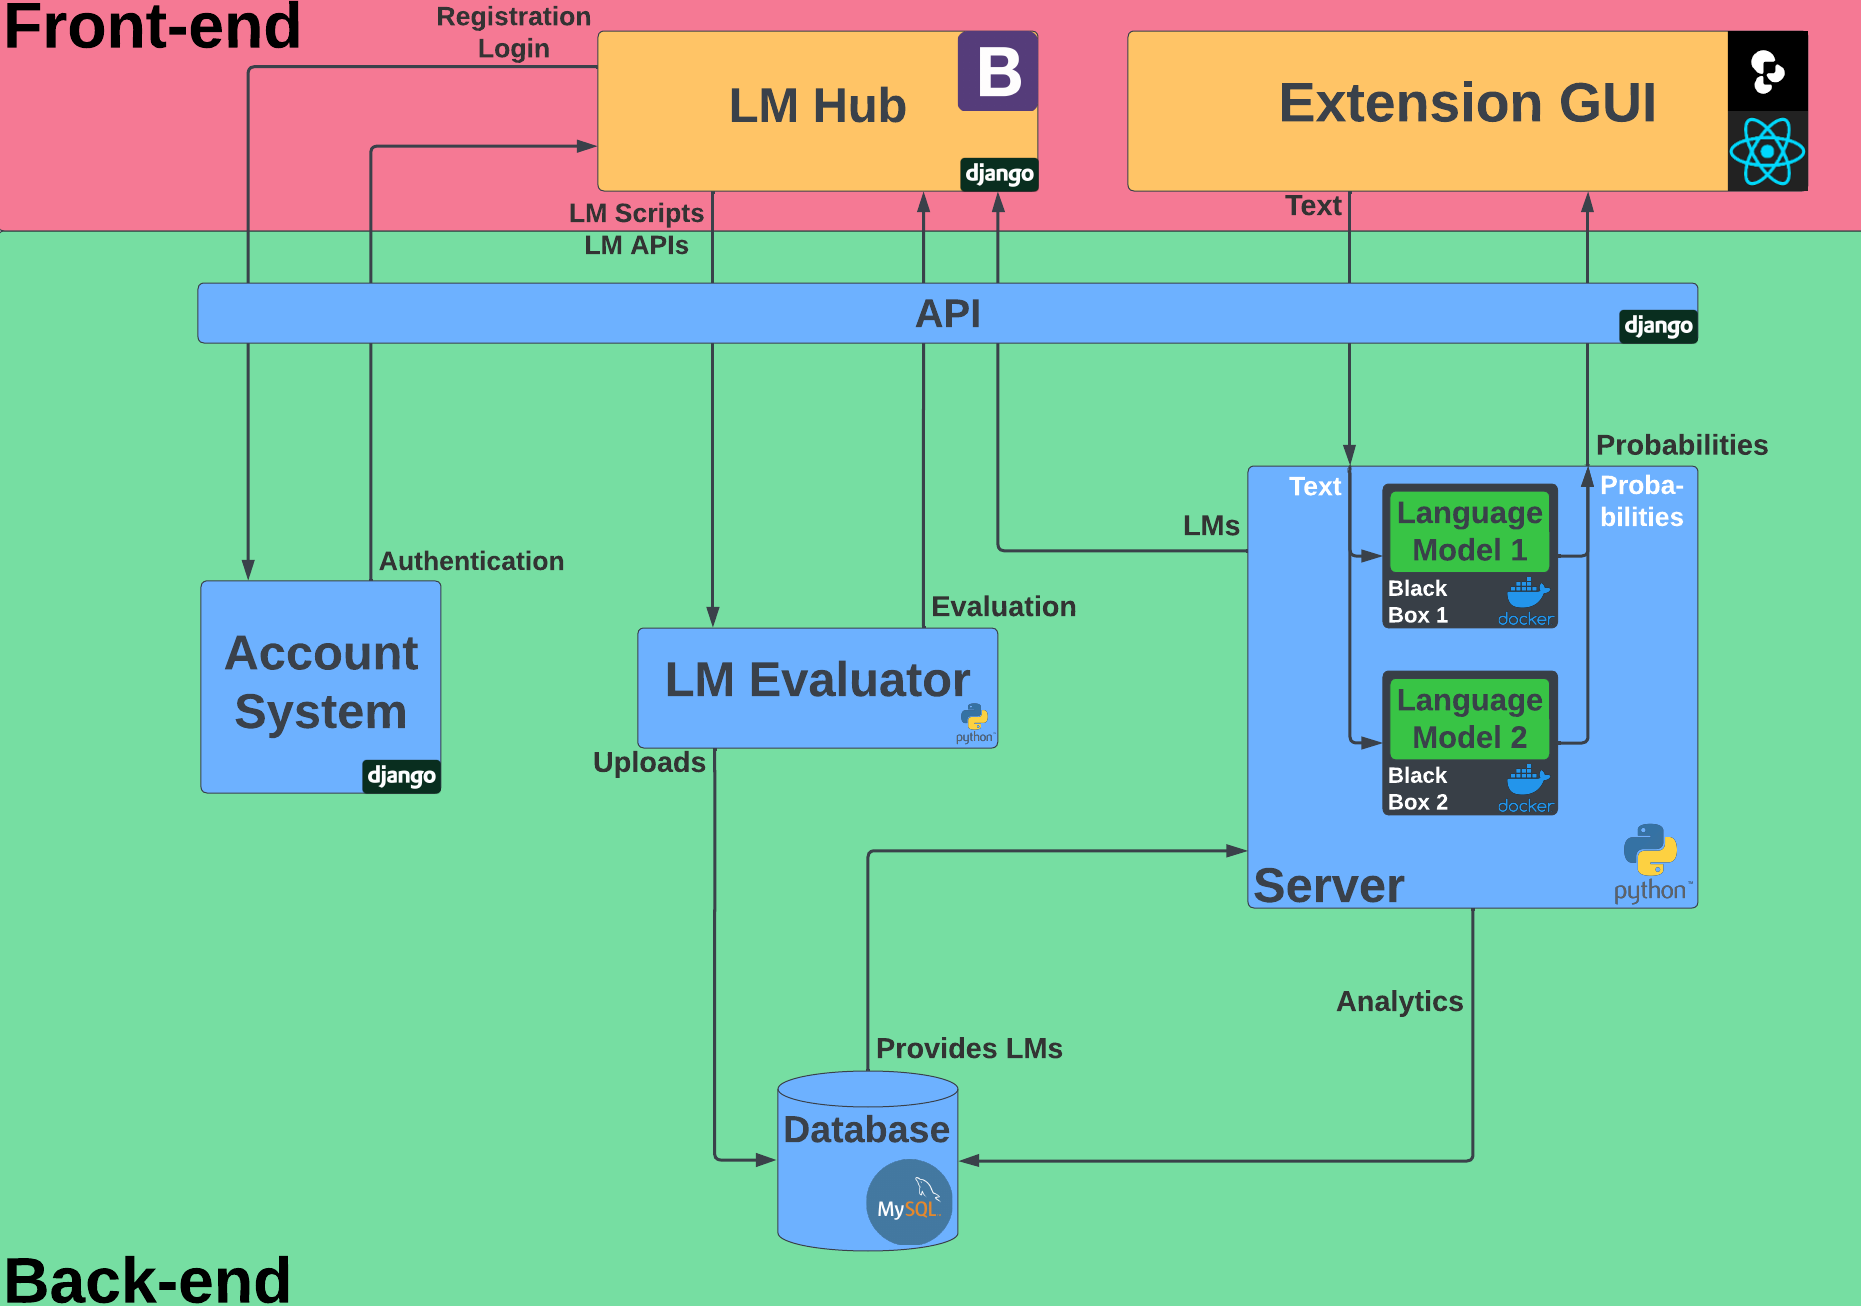 Front-end
Registration
Login
LM Hub
B
django
Extension GUI
LM Scripts
LM APIs
Text
API
django
Probabilities
Text
Proba-
bilities
Language
Model 1
Black
Box 1
docker
LMs
Authentication
Account
System
django
Evaluation
LM Evaluator
python™
Uploads
Language
Model 2
Black
Box 2
docker
Server
python™
Analytics
Provides LMs
Database
MySQL
Back-end